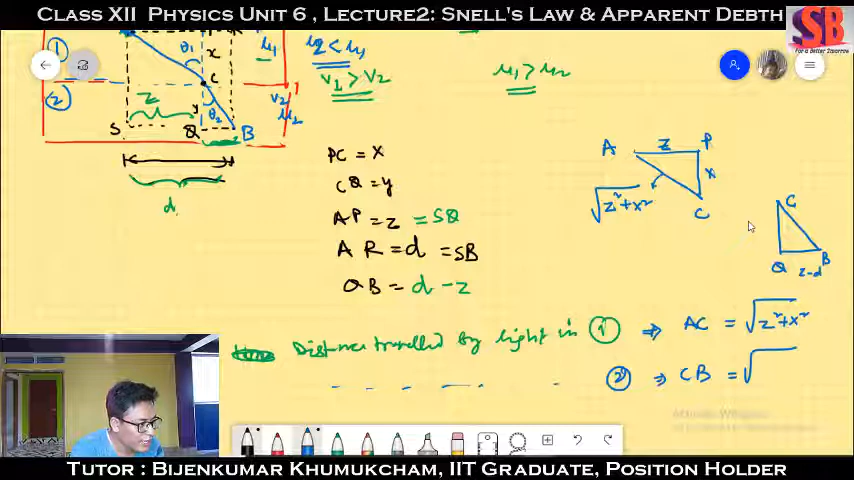 CLASS XII PHYSICS UNIT 6 , LECTURE2: SNELL'S LAW & APPARENT DEBTH
SB
① θ₁ x μ₁ μ₂ < μ₁
v₁ > v₂ μ₁ > μ₂
C
② z y θ₂ v₂ μ₂
S Q B
d
PC = x
CQ = y
AP = z = SQ
AR = d = SB
QB = d - z
A z P
x
√z²+x²
C
C
Q B
z-d
Distance travelled by light in ① ⇒ AC = √z²+x²
② ⇒ CB = √
TUTOR : BIJENKUMAR KHUMUKCHAM, IIT GRADUATE, POSITION HOLDER